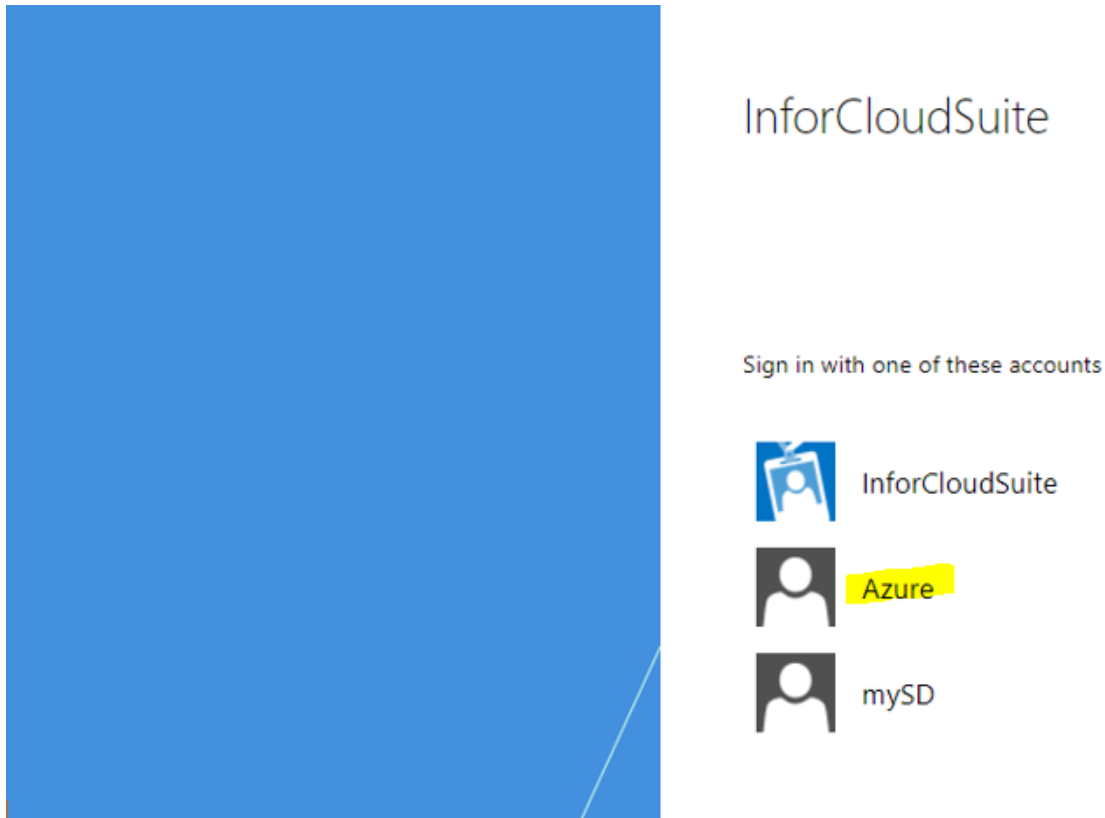 InforCloudSuite
Sign in with one of these accounts
InforCloudSuite
Azure
mySD